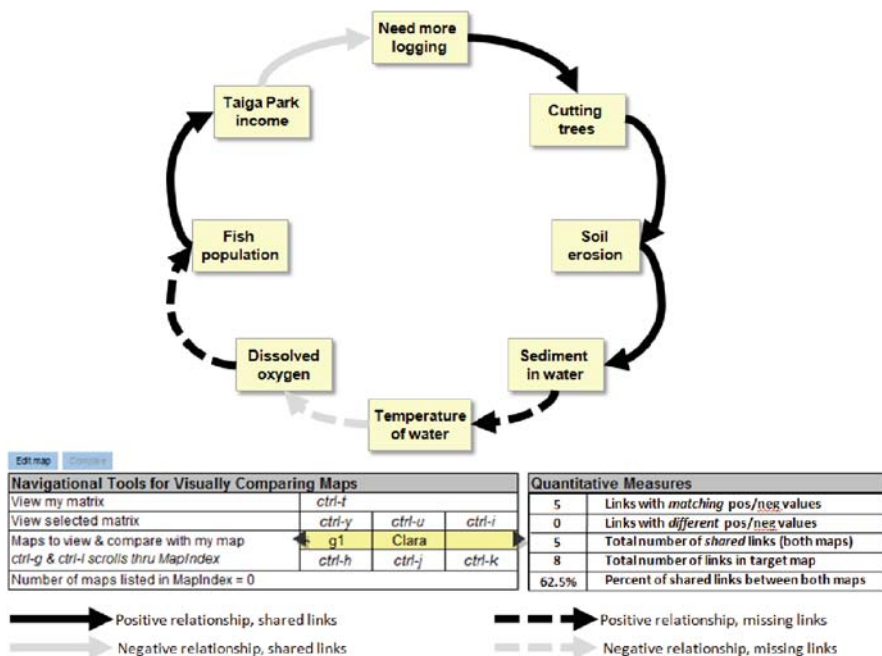 Need more
logging
Taiga Park
income
Cutting
trees
Fish
population
Soil
erosion
Dissolved
oxygen
Sediment
in water
Temperature
of water
Edit map
Compare
Navigational Tools for Visually Comparing Maps
View my matrix ctrl-t
View selected matrix ctrl-y ctrl-u ctrl-i
Maps to view & compare with my map g1 Clara
ctrl-g & ctrl-l scrolls thru MapIndex ctrl-h ctrl-j ctrl-k
Number of maps listed in MapIndex = 0
Quantitative Measures
5 Links with matching pos/neg values
0 Links with different pos/neg values
5 Total number of shared links (both maps)
8 Total number of links in target map
62.5% Percent of shared links between both maps
Positive relationship, shared links
Positive relationship, missing links
Negative relationship, shared links
Negative relationship, missing links